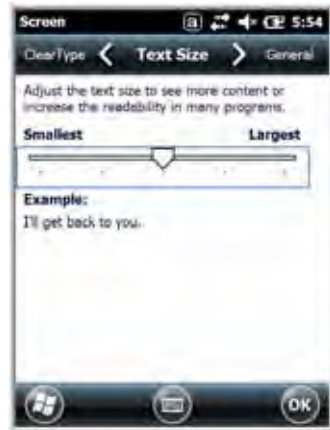 Screen 5:54
ClearType Text Size General
Adjust the text size to see more content or
increase the readability in many programs.
Smallest Largest
Example:
I'll get back to you.
OK